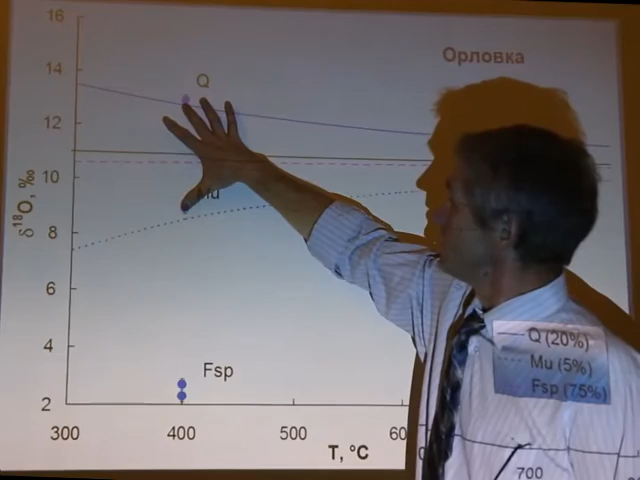 16
Орловка
14
Q
12
10
δ¹⁸O, ‰
Mu
8
6
Q (20%)
Mu (5%)
Fsp (75%)
4
Fsp
2
300
400
500
60
700
T, °C